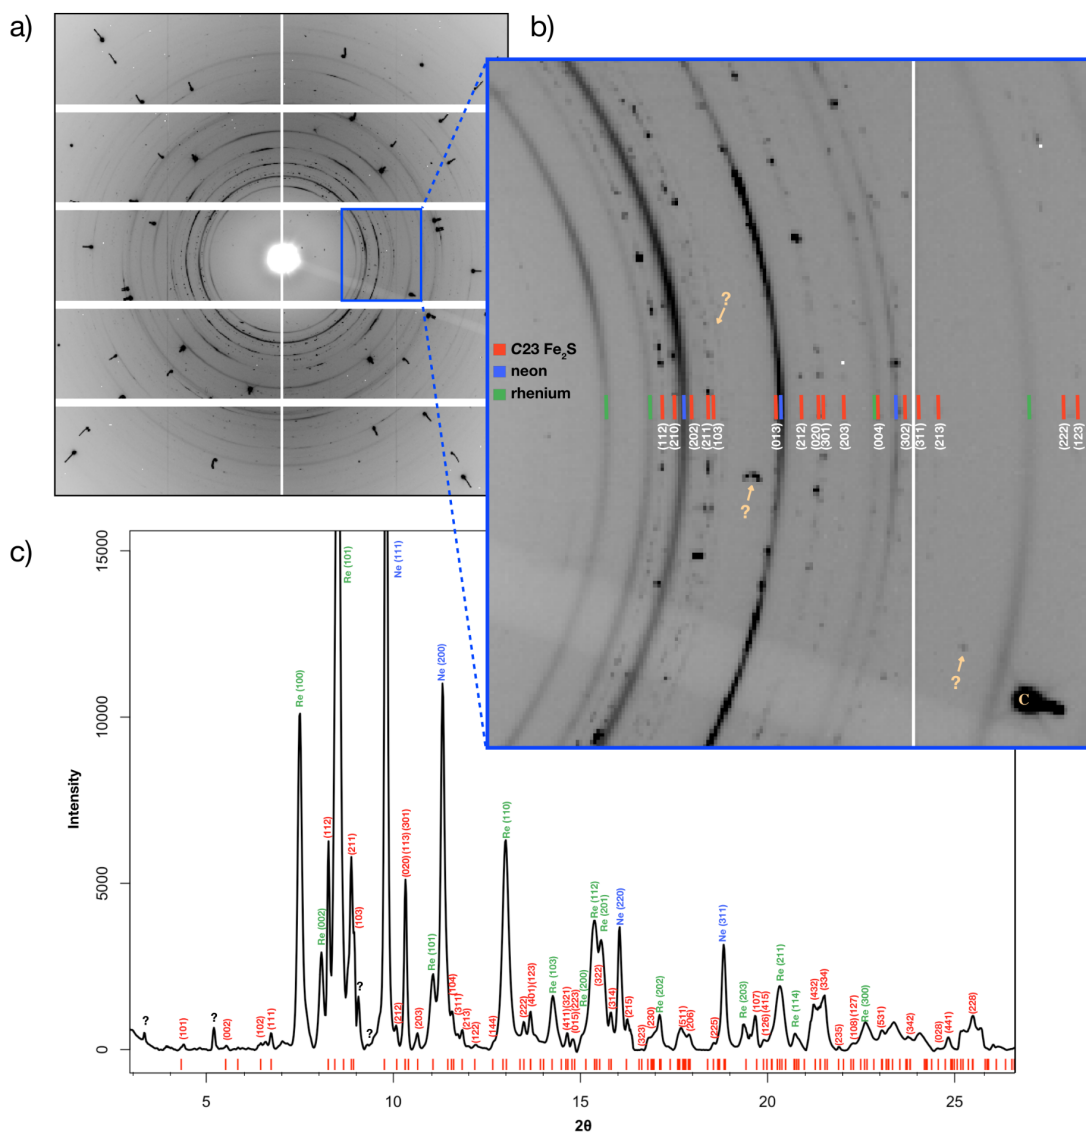 a)
b)
?
C23 Fe2S
neon
rhenium
(112)
(210)
(202)
(211)
(103)
(013)
(212)
(020)
(301)
(203)
(004)
(302)
(311)
(213)
(222)
(123)
?
?
C
c)
15000
10000
5000
0
Intensity
?
(101)
?
(002)
(102)
(111)
Re (100)
Re (002)
(112)
Re (101)
(211)
(103)
?
?
Ne (111)
(212)
(020) (113) (301)
(203)
Re (101)
Ne (200)
(104)
(311)
(213)
(122)
(144)
Re (110)
(222)
(401) (123)
Re (103)
(411) (321)
(015) (223)
Re (200)
(322)
Re (112)
Re (201)
(314)
Ne (220)
(215)
(323)
(230)
Re (202)
(511)
(206)
(225)
Ne (311)
Re (203)
(107)
(126) (415)
Re (211)
Re (114)
(432)
(334)
(235)
(108) (127)
Re (300)
(531)
(342)
(028)
(441)
(228)
5
10
15
20
25
2θ